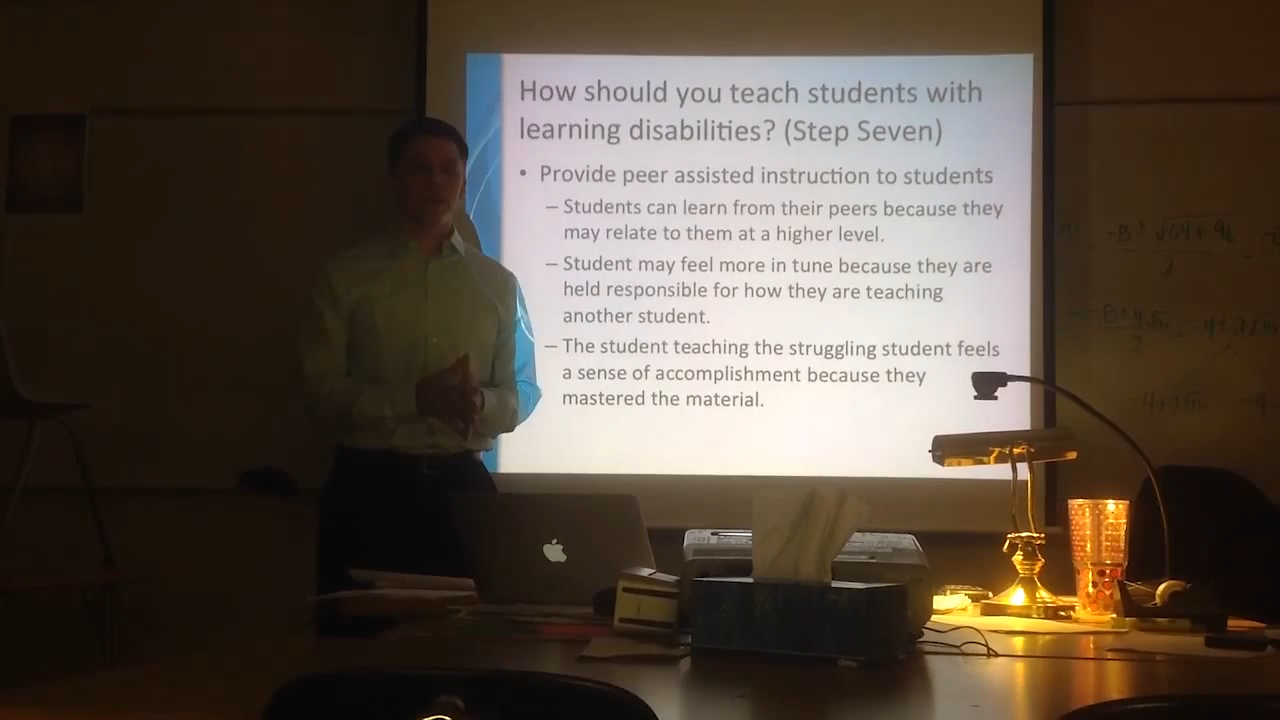 How should you teach students with
learning disabilities? (Step Seven)
• Provide peer assisted instruction to students
– Students can learn from their peers because they
may relate to them at a higher level.
– Student may feel more in tune because they are
held responsible for how they are teaching
another student.
– The student teaching the struggling student feels
a sense of accomplishment because they
mastered the material.